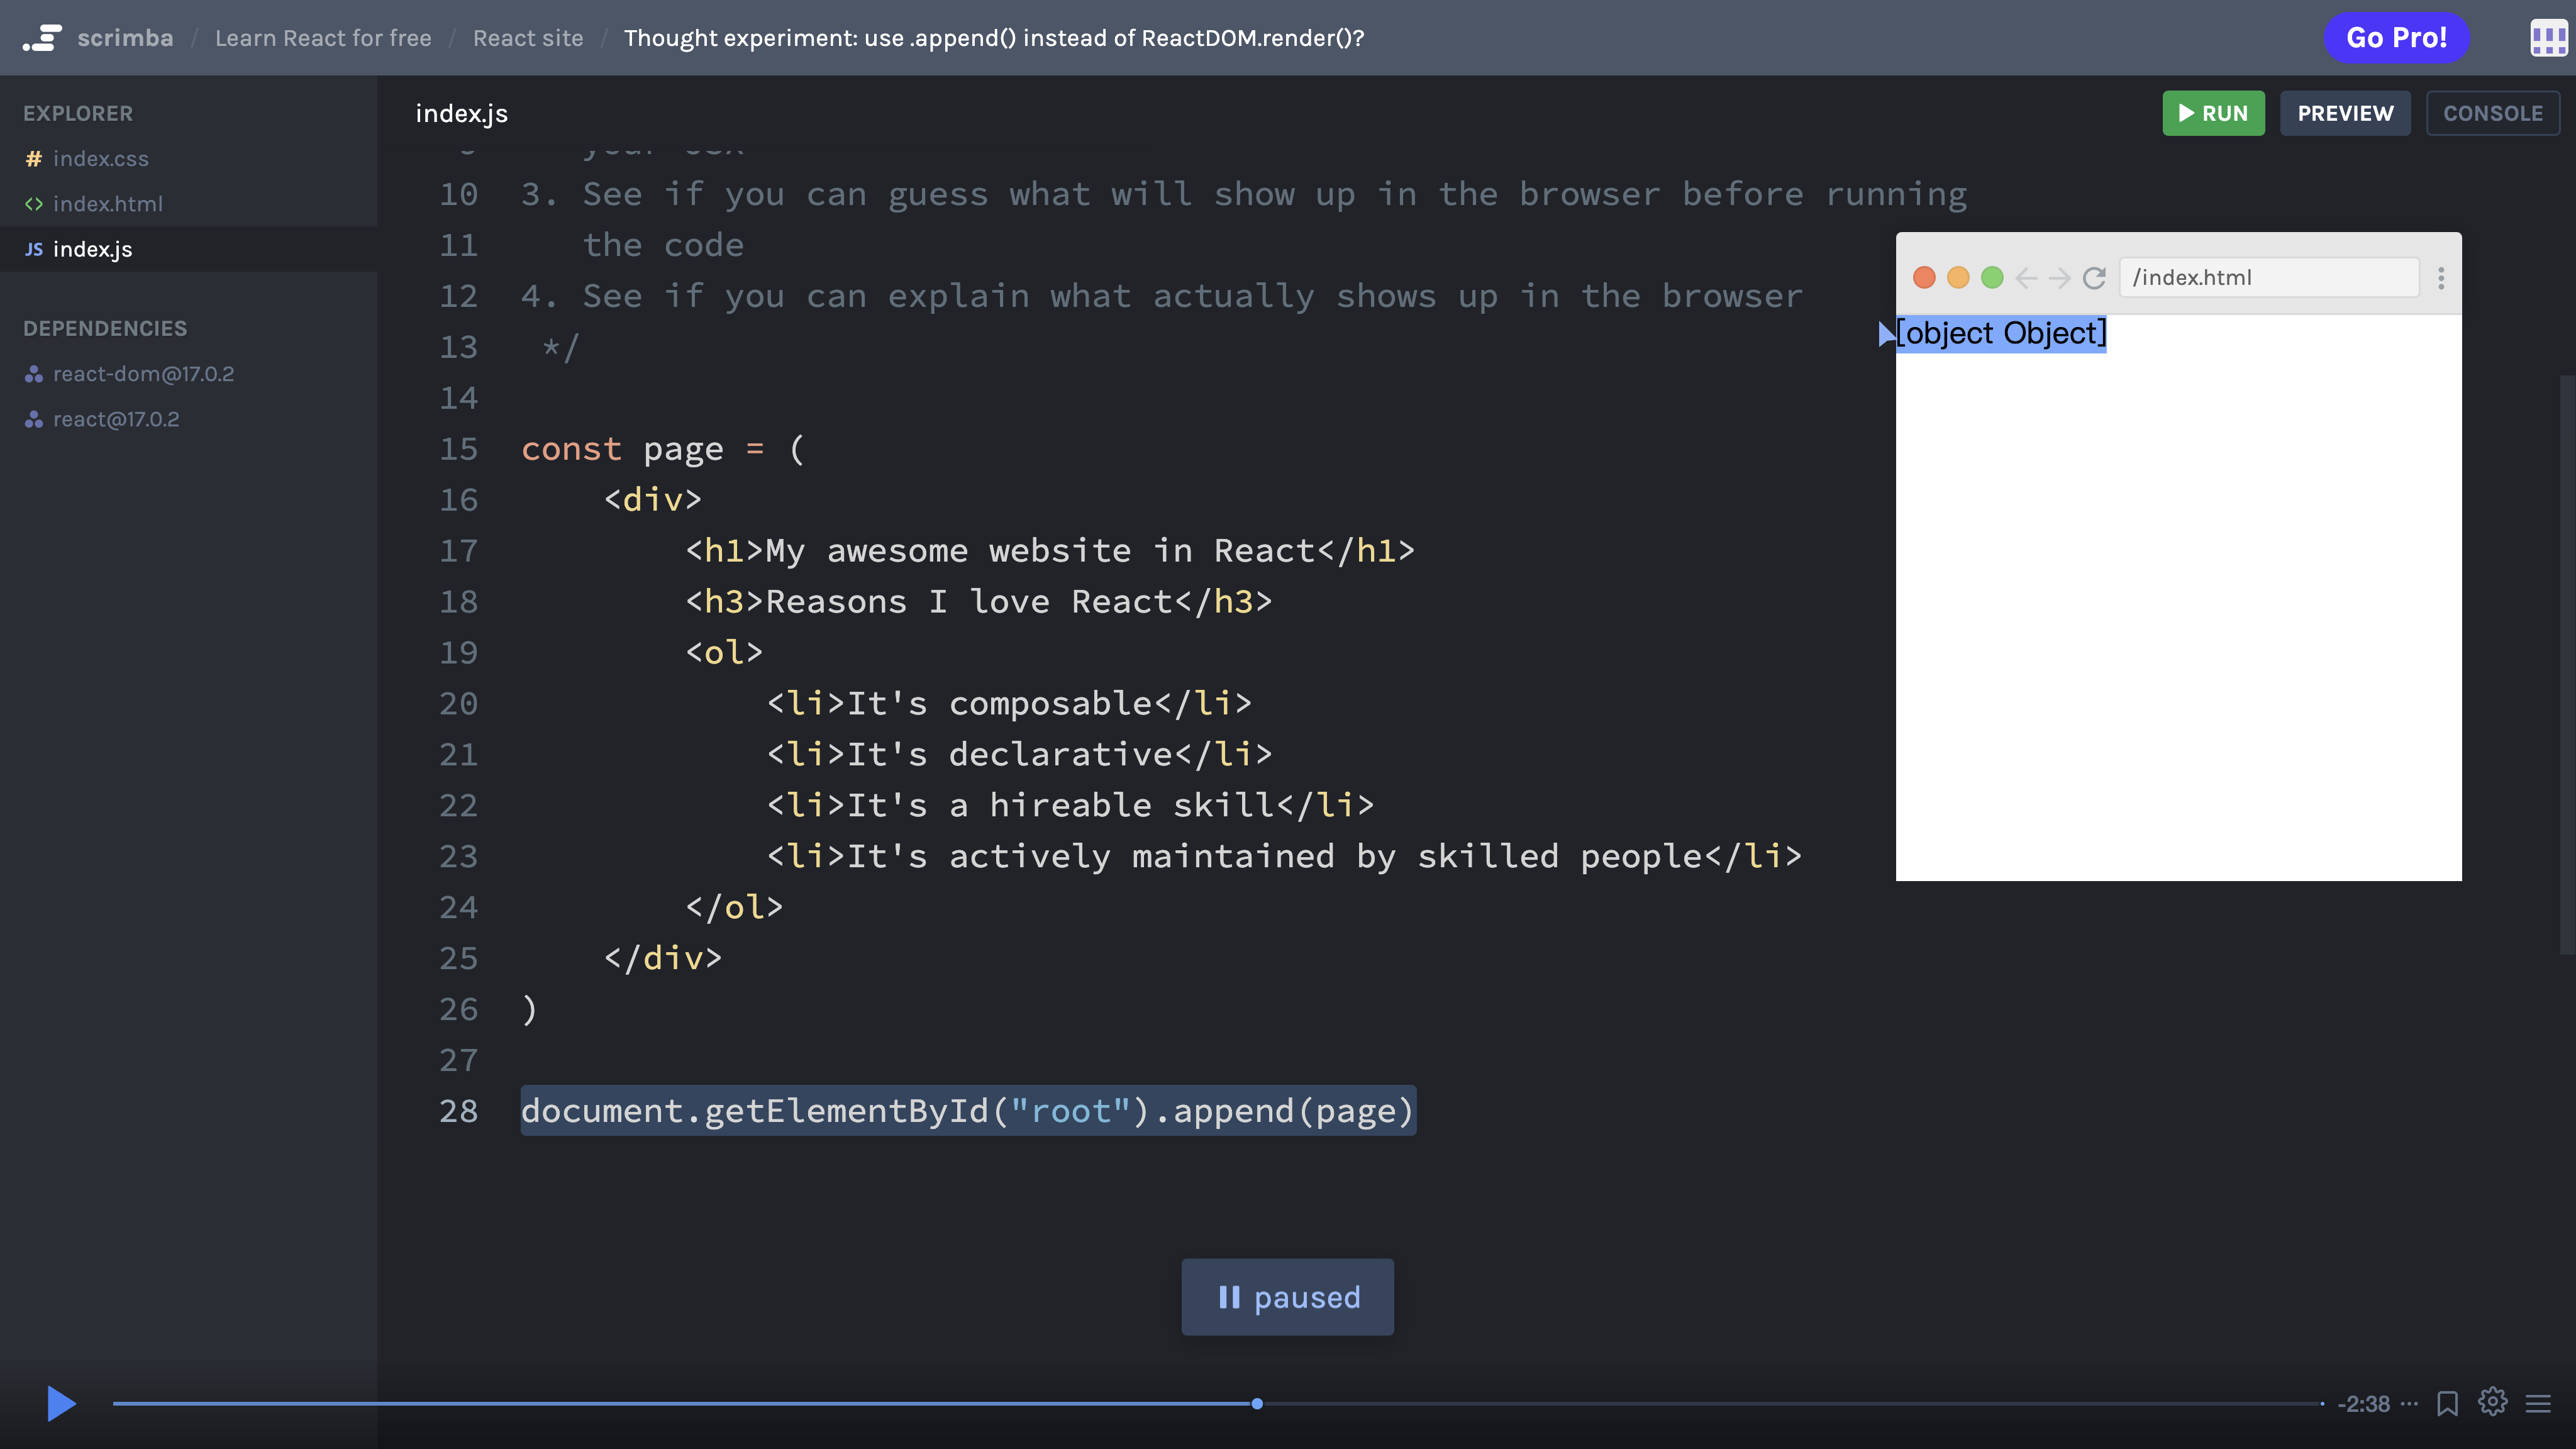 scrimba / Learn React for free / React site / Thought experiment: use .append() instead of ReactDOM.render()?
Go Pro!
EXPLORER
# index.css
<> index.html
JS index.js
DEPENDENCIES
react-dom@17.0.2
react@17.0.2
index.js
RUN
PREVIEW
CONSOLE
10 3. See if you can guess what will show up in the browser before running
11 the code
12 4. See if you can explain what actually shows up in the browser
13 */
14
15 const page = (
16 <div>
17 <h1>My awesome website in React</h1>
18 <h3>Reasons I love React</h3>
19 <ol>
20 <li>It's composable</li>
21 <li>It's declarative</li>
22 <li>It's a hireable skill</li>
23 <li>It's actively maintained by skilled people</li>
24 </ol>
25 </div>
26 )
27
28 document.getElementById("root").append(page)
/index.html
[object Object]
paused
-2:38